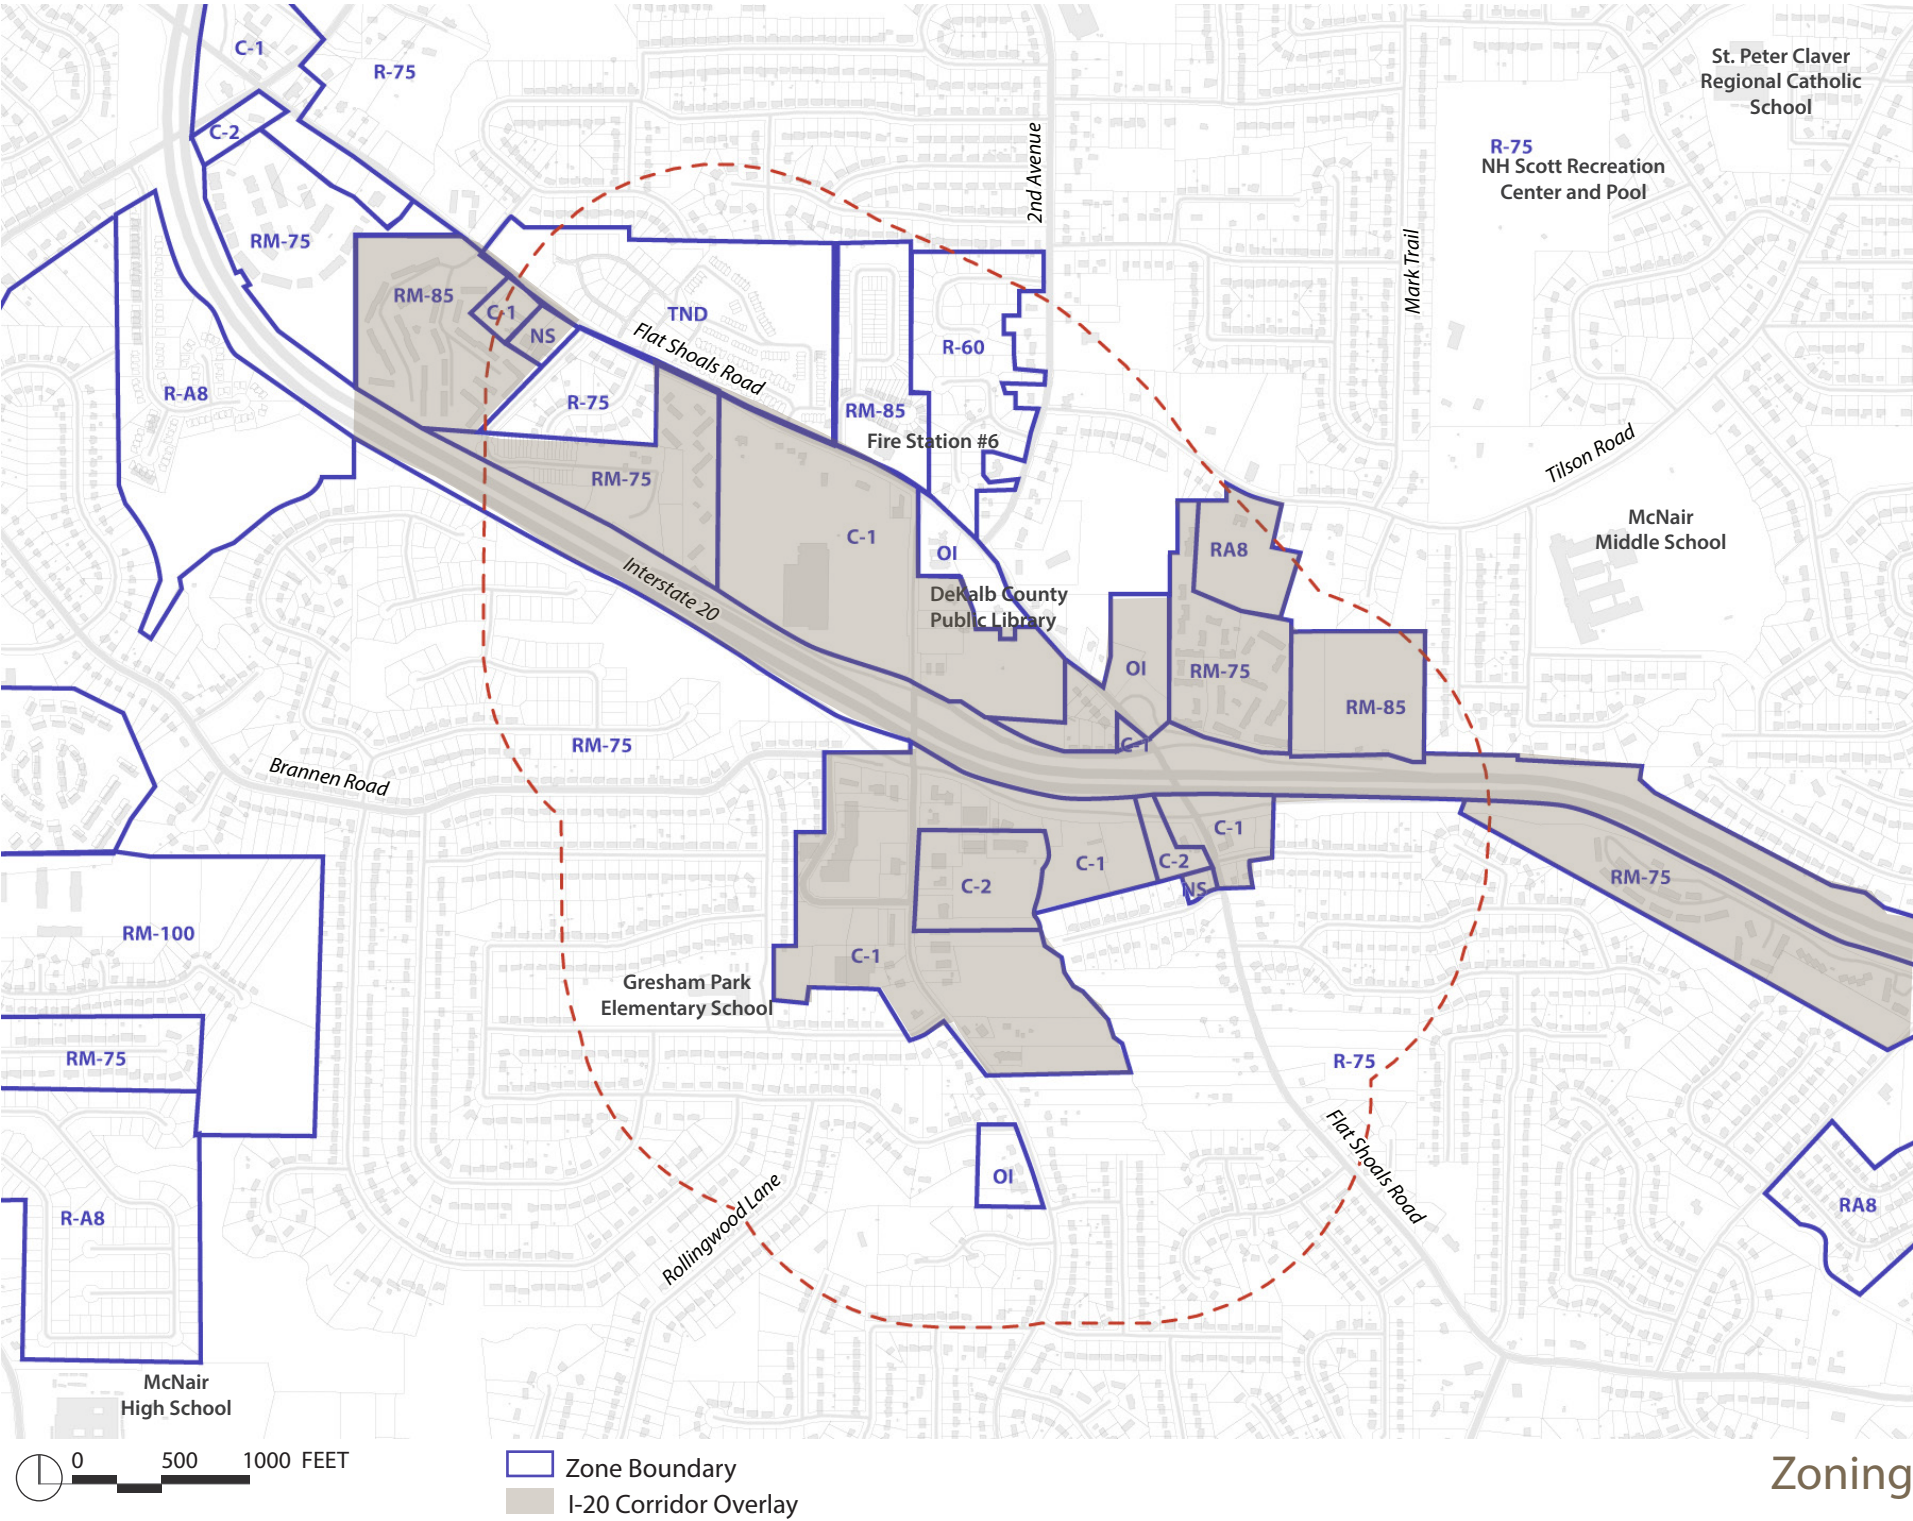 C-1
R-75
St. Peter Claver
Regional Catholic
School
C-2
2nd Avenue
R-75
NH Scott Recreation
Center and Pool
RM-75
Mark Trail
RM-85
C-1
NS
TND
Flat Shoals Road
R-60
R-A8
R-75
RM-85
Fire Station #6
Tilson Road
RM-75
C-1
OI
RA8
McNair
Middle School
Interstate 20
DeKalb County
Public Library
OI
RM-75
RM-85
RM-75
C-1
Brannen Road
C-1
C-1
C-2
C-2
NS
RM-75
RM-100
C-1
Gresham Park
Elementary School
RM-75
R-75
Flat Shoals Road
OI
Rollingwood Lane
R-A8
RA8
McNair
High School
0 500 1000 FEET
Zone Boundary
I-20 Corridor Overlay
Zoning